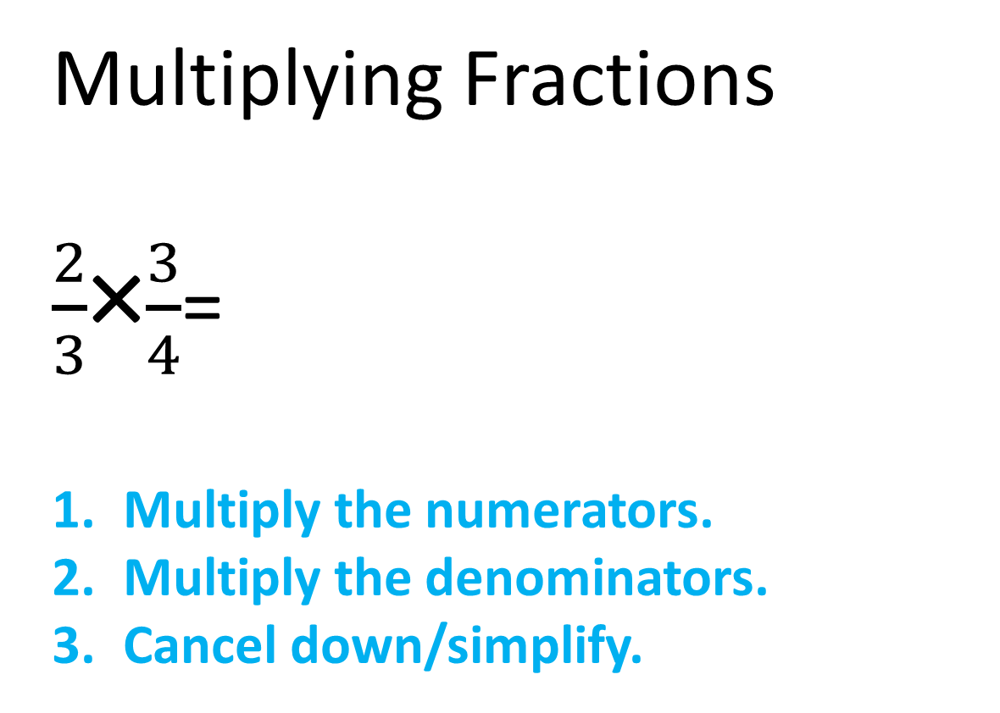 Multiplying Fractions
2/3 × 3/4 =
1. Multiply the numerators.
2. Multiply the denominators.
3. Cancel down/simplify.